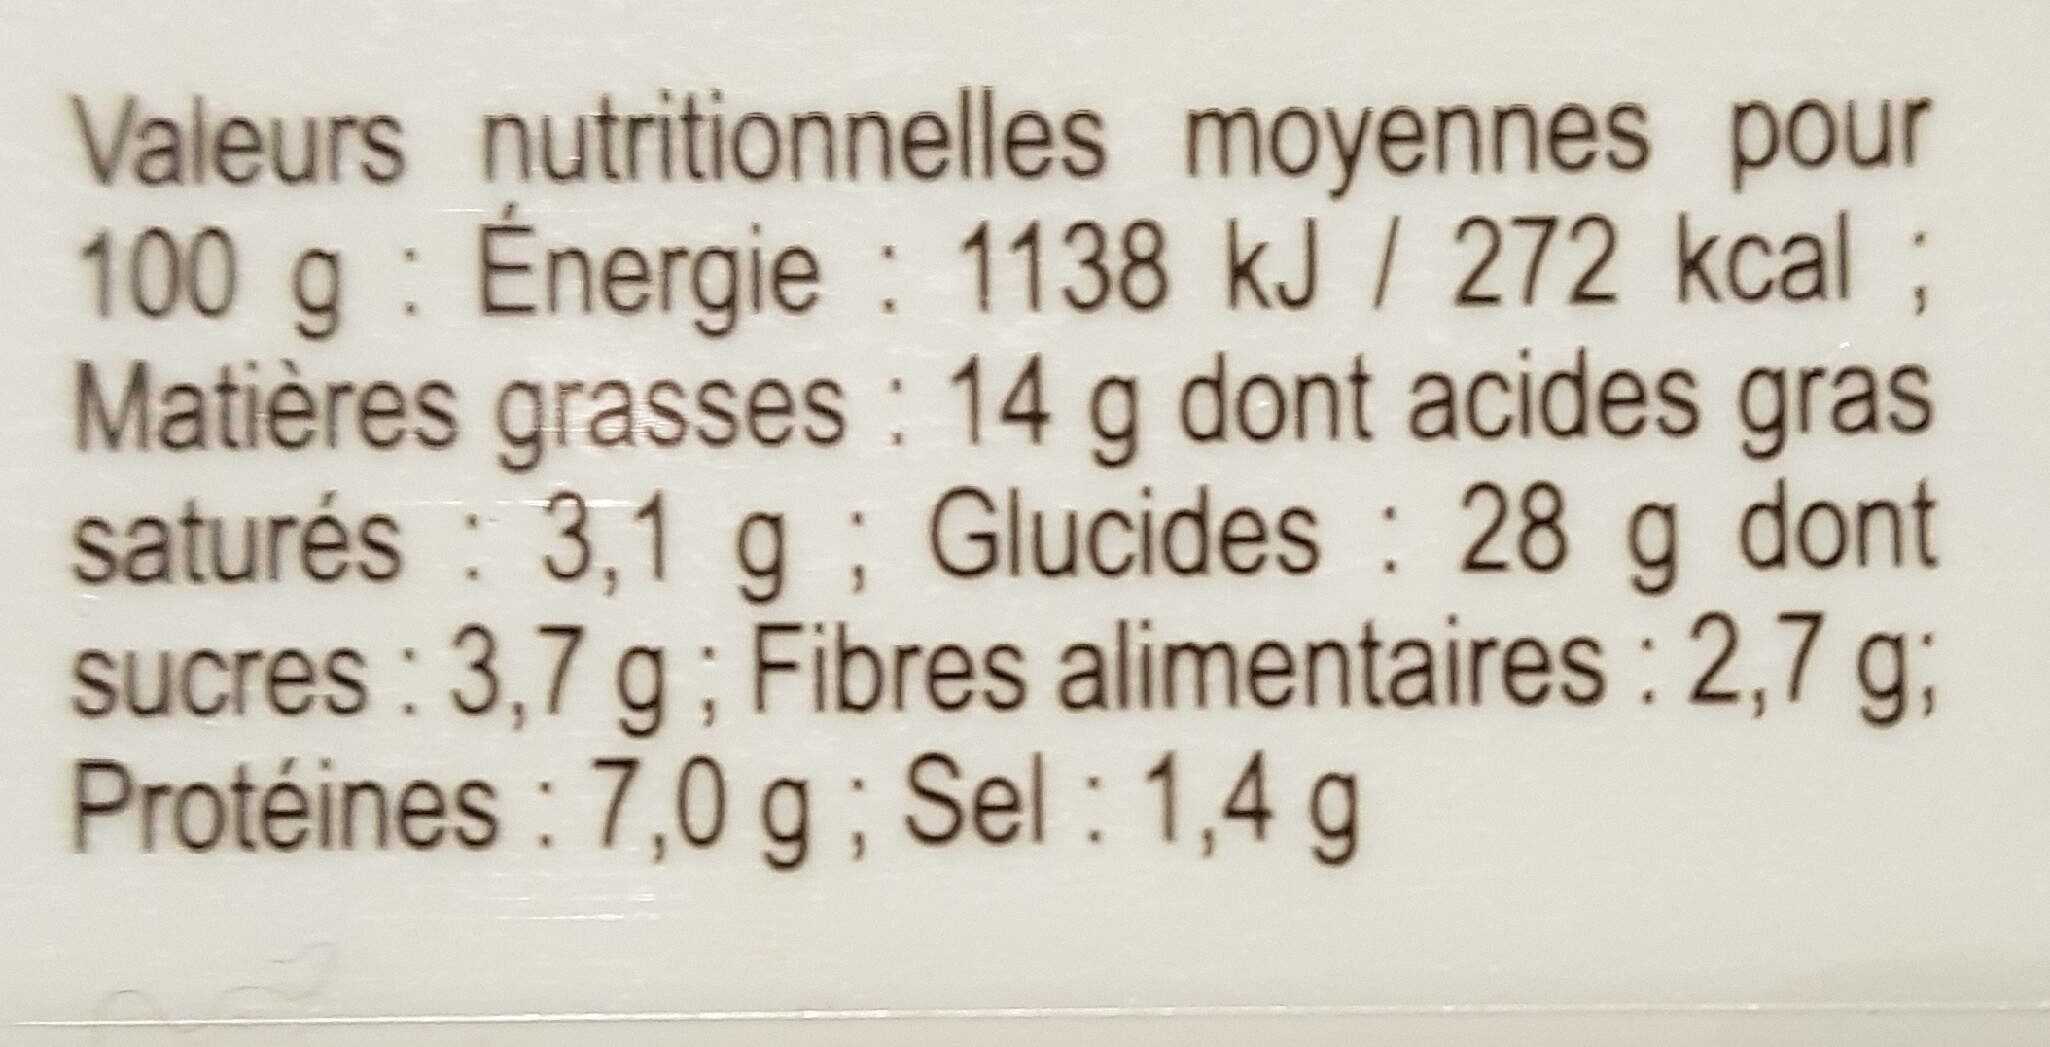 Valeurs nutritionnelles moyennes pour
100 g : Énergie : 1138 kJ / 272 kcal ;
Matières grasses : 14 g dont acides gras
saturés : 3,1 g ; Glucides : 28 g dont
sucres : 3,7 g ; Fibres alimentaires : 2,7 g;
Protéines : 7,0 g ; Sel : 1,4 g